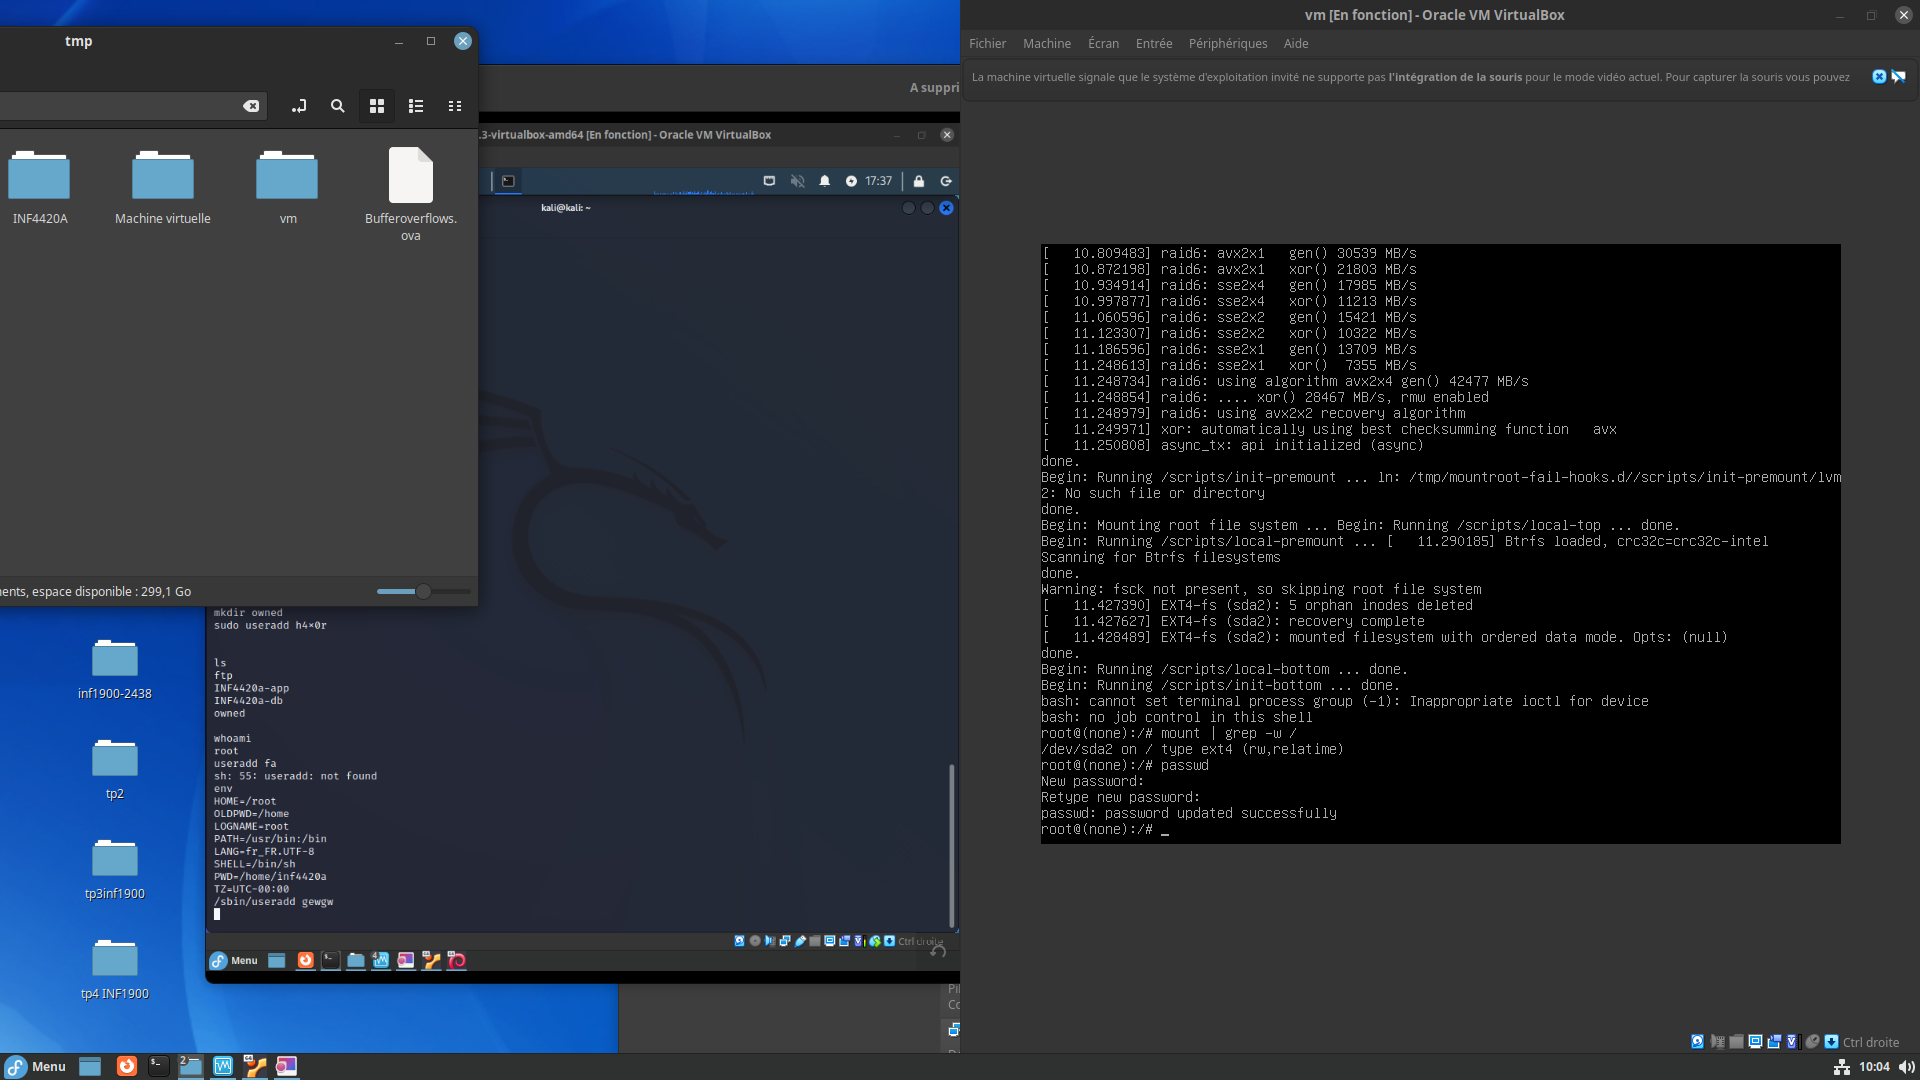 tmp
INF4420A
Machine virtuelle
vm
Bufferoverflows.
ova
ents, espace disponible : 299,1 Go
inf1900-2438
tp2
tp3inf1900
tp4 INF1900
A suppri
.3-virtualbox-amd64 [En fonction] - Oracle VM VirtualBox
17:37
kali@kali: ~
mkdir owned
sudo useradd h4×0r
ls
ftp
INF4420a-app
INF4420a-db
owned
whoami
root
useradd fa
sh: 55: useradd: not found
env
HOME=/root
OLDPWD=/home
LOGNAME=root
PATH=/usr/bin:/bin
LANG=fr_FR.UTF-8
SHELL=/bin/sh
PWD=/home/inf4420a
TZ=UTC-00:00
/sbin/useradd gewgw
Ctrl droite
Menu
vm [En fonction] - Oracle VM VirtualBox
Fichier Machine Écran Entrée Périphériques Aide
La machine virtuelle signale que le système d'exploitation invité ne supporte pas l'intégration de la souris pour le mode vidéo actuel. Pour capturer la souris vous pouvez
[   10.809483] raid6: avx2x1   gen() 30539 MB/s
[   10.872198] raid6: avx2x1   xor() 21803 MB/s
[   10.934914] raid6: sse2x4   gen() 17985 MB/s
[   10.997877] raid6: sse2x4   xor() 11213 MB/s
[   11.060596] raid6: sse2x2   gen() 15421 MB/s
[   11.123307] raid6: sse2x2   xor() 10322 MB/s
[   11.186596] raid6: sse2x1   gen() 13709 MB/s
[   11.248613] raid6: sse2x1   xor()  7355 MB/s
[   11.248734] raid6: using algorithm avx2x4 gen() 42477 MB/s
[   11.248854] raid6: .... xor() 28467 MB/s, rmw enabled
[   11.248979] raid6: using avx2x2 recovery algorithm
[   11.249971] xor: automatically using best checksumming function   avx
[   11.250808] async_tx: api initialized (async)
done.
Begin: Running /scripts/init-premount ... ln: /tmp/mountroot-fail-hooks.d//scripts/init-premount/lvm
2: No such file or directory
done.
Begin: Mounting root file system ... Begin: Running /scripts/local-top ... done.
Begin: Running /scripts/local-premount ... [   11.290185] Btrfs loaded, crc32c=crc32c-intel
Scanning for Btrfs filesystems
done.
Warning: fsck not present, so skipping root file system
[   11.427390] EXT4-fs (sda2): 5 orphan inodes deleted
[   11.427627] EXT4-fs (sda2): recovery complete
[   11.428489] EXT4-fs (sda2): mounted filesystem with ordered data mode. Opts: (null)
done.
Begin: Running /scripts/local-bottom ... done.
Begin: Running /scripts/init-bottom ... done.
bash: cannot set terminal process group (-1): Inappropriate ioctl for device
bash: no job control in this shell
root@(none):/# mount | grep -w /
/dev/sda2 on / type ext4 (rw,relatime)
root@(none):/# passwd
New password:
Retype new password:
passwd: password updated successfully
root@(none):/# _
Ctrl droite
Menu
10:04